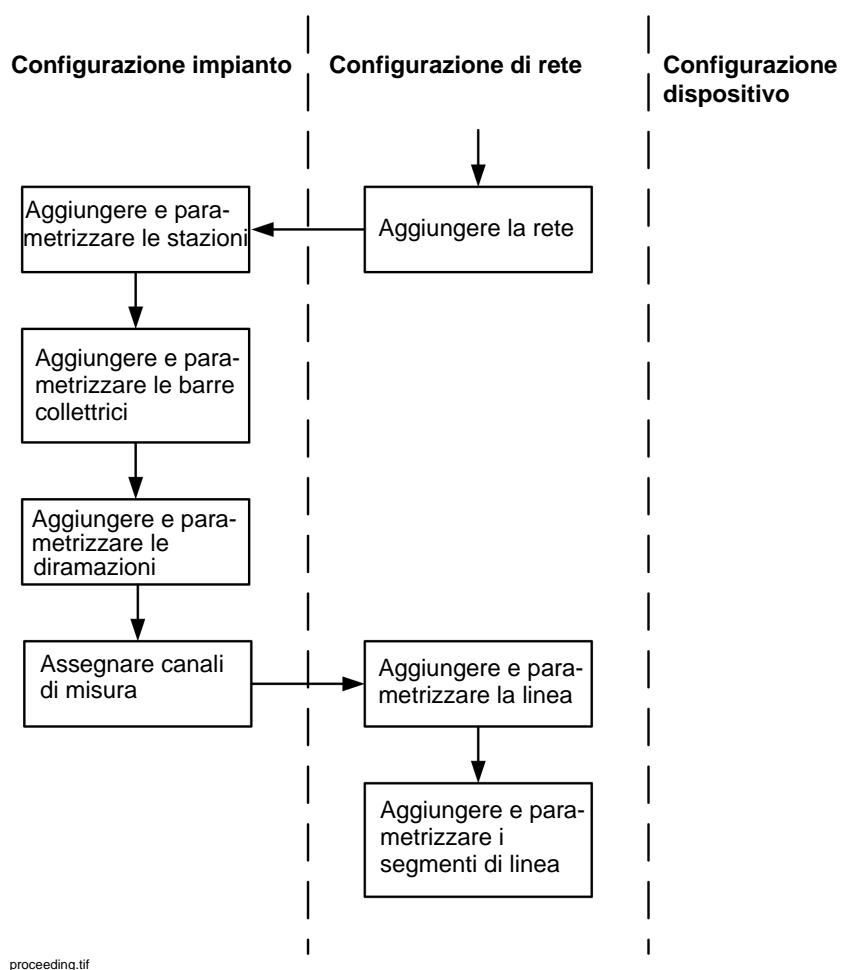 Configurazione impianto
Configurazione di rete
Configurazione
dispositivo
Aggiungere la rete
Aggiungere e para-
metrizzare le stazioni
Aggiungere e para-
metrizzare le barre
collettrici
Aggiungere e para-
metrizzare le
diramazioni
Assegnare canali
di misura
Aggiungere e para-
metrizzare la linea
Aggiungere e para-
metrizzare i
segmenti di linea
proceeding.tif